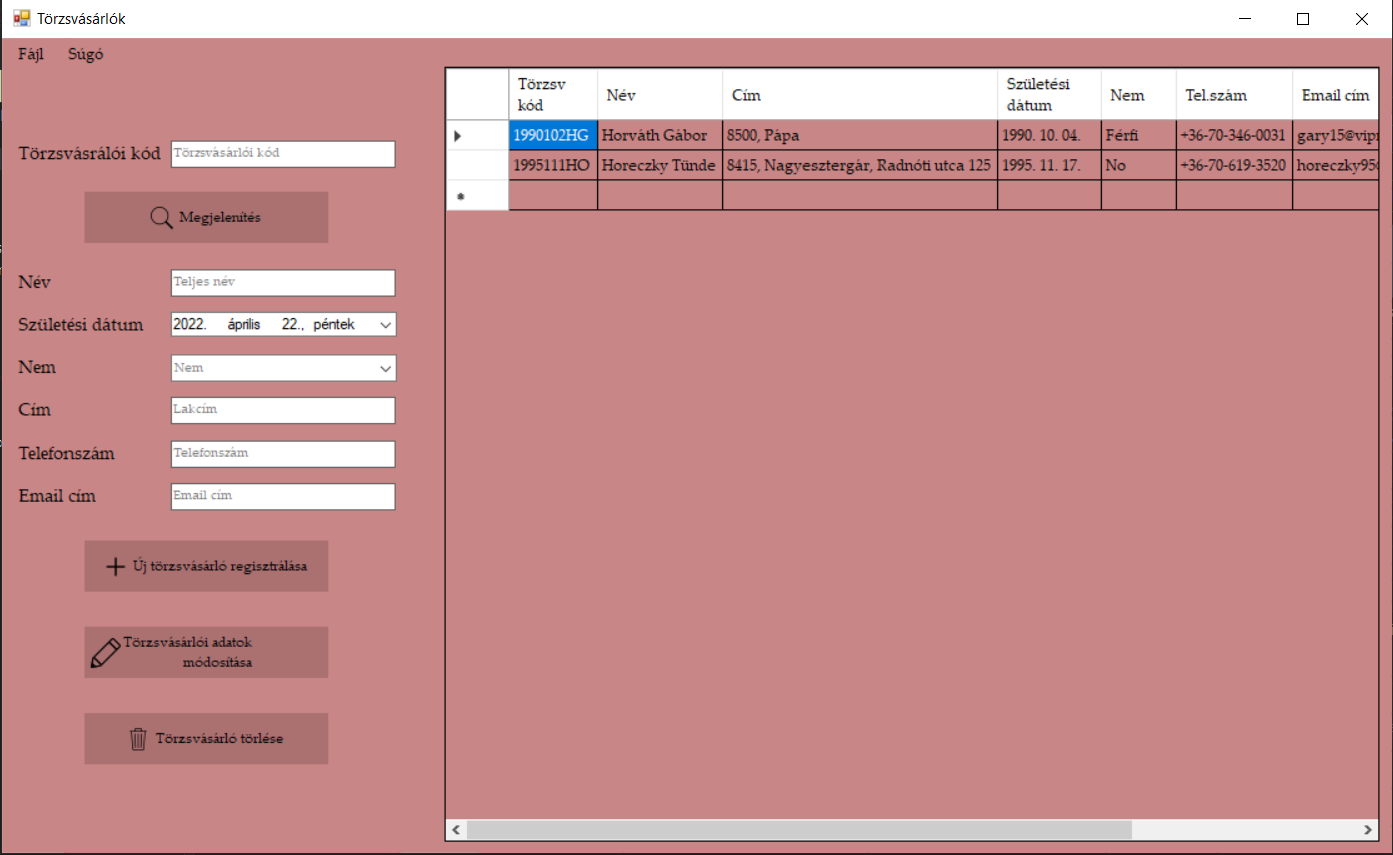 Törzsvásárlók
Fájl Súgó
Törzsvásrálói kód Törzsvásárlói kód
Megjelenítés
Név Teljes név
Születési dátum 2022. április 22., péntek
Nem Nem
Cím Lakcím
Telefonszám Telefonszám
Email cím Email cím
Új törzsvásárló regisztrálása
Törzsvásárlói adatok
módosítása
Törzsvásárló törlése
Törzsv
kód
Név
Cím
Születési
dátum
Nem
Tel.szám
Email cím
1990102HG Horváth Gábor 8500, Pápa 1990. 10. 04. Férfi +36-70-346-0031 gary15@vipr
1995111HO Horeczky Tünde 8415, Nagyesztergár, Radnóti utca 125 1995. 11. 17. No +36-70-619-3520 horeczky95